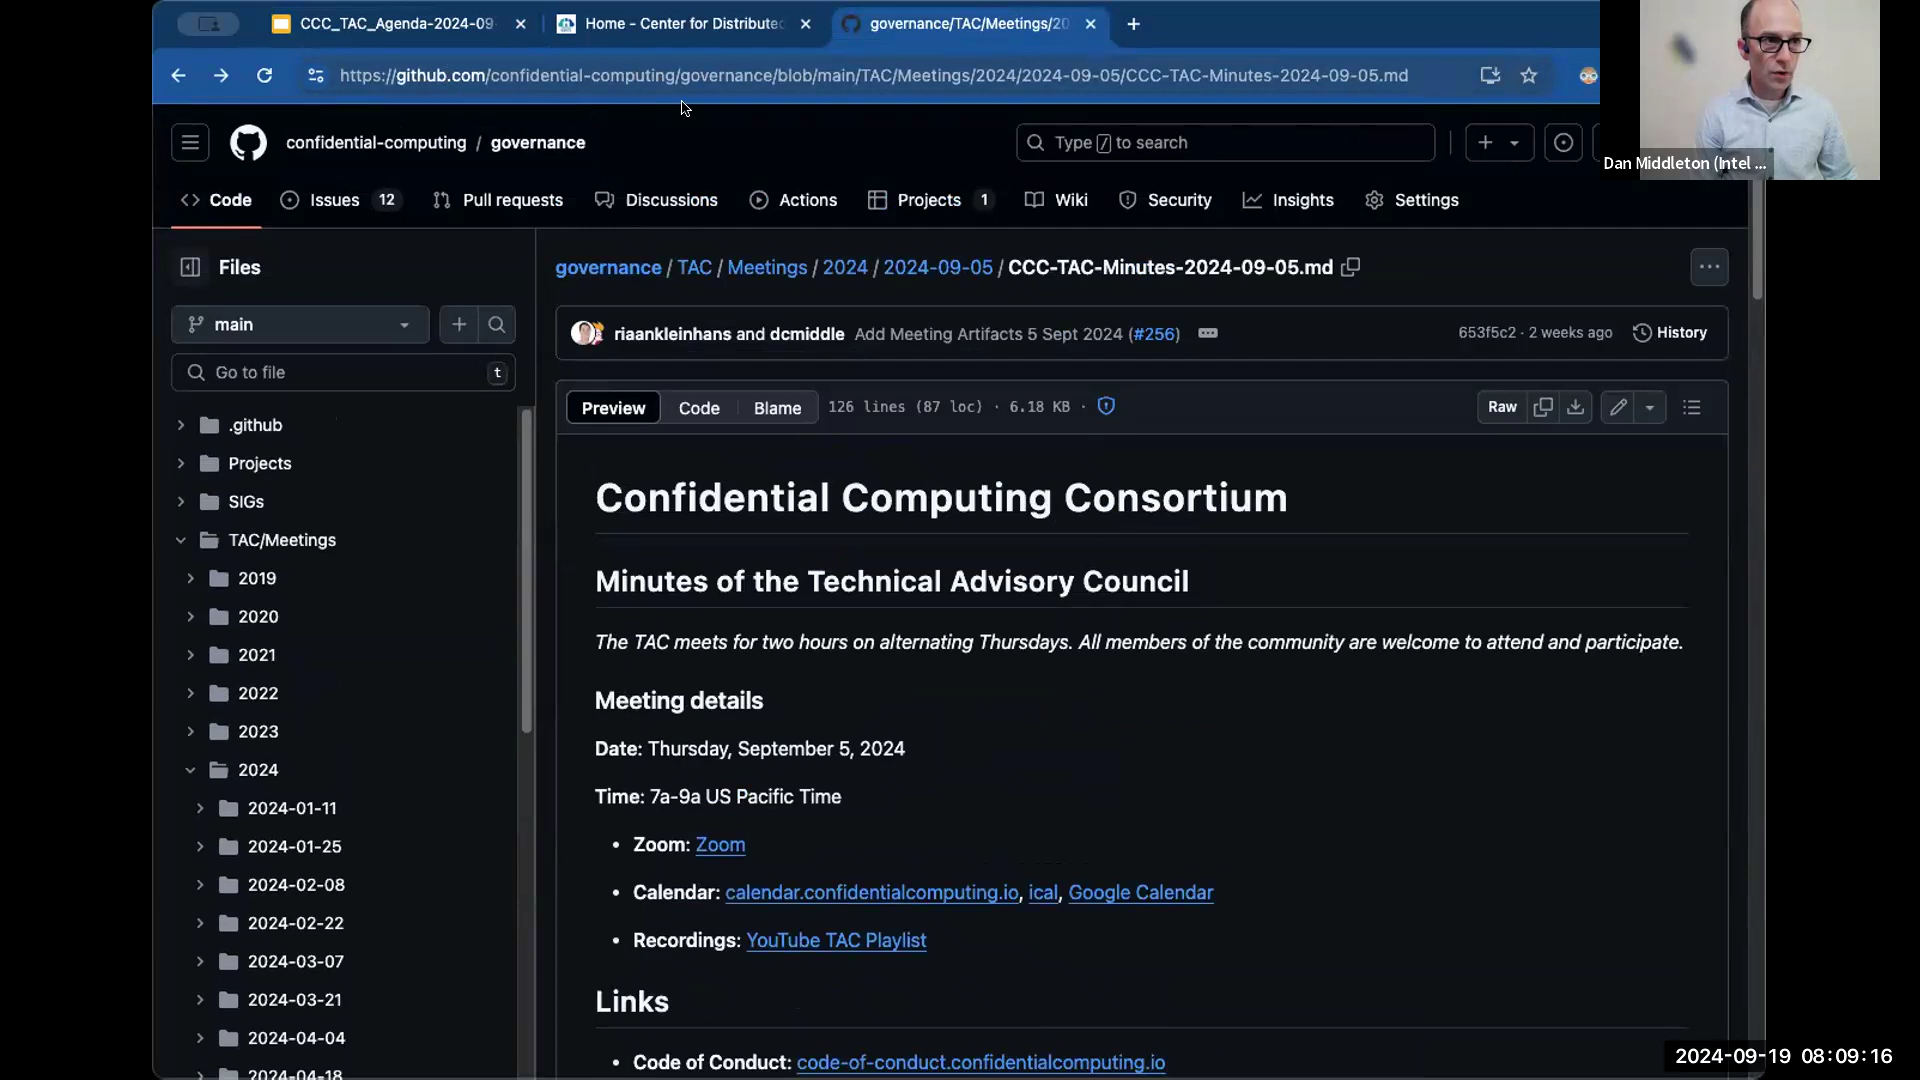 CCC_TAC_Agenda-2024-09
Home - Center for Distributed
governance/TAC/Meetings/20
https://github.com/confidential-computing/governance/blob/main/TAC/Meetings/2024/2024-09-05/CCC-TAC-Minutes-2024-09-05.md
confidential-computing / governance
Type / to search
Dan Middleton (Intel ...
Code
Issues 12
Pull requests
Discussions
Actions
Projects 1
Wiki
Security
Insights
Settings
Files
governance / TAC / Meetings / 2024 / 2024-09-05 / CCC-TAC-Minutes-2024-09-05.md
main
riaankleinhans and dcmiddle Add Meeting Artifacts 5 Sept 2024 (#256)
653f5c2 · 2 weeks ago
History
Go to file
t
Preview
Code
Blame
126 lines (87 loc) · 6.18 KB ·
Raw
.github
Projects
SIGs
TAC/Meetings
2019
2020
2021
2022
2023
2024
2024-01-11
2024-01-25
2024-02-08
2024-02-22
2024-03-07
2024-03-21
2024-04-04
2024-04-18
Confidential Computing Consortium
Minutes of the Technical Advisory Council
The TAC meets for two hours on alternating Thursdays. All members of the community are welcome to attend and participate.
Meeting details
Date: Thursday, September 5, 2024
Time: 7a-9a US Pacific Time
• Zoom: Zoom
• Calendar: calendar.confidentialcomputing.io, ical, Google Calendar
• Recordings: YouTube TAC Playlist
Links
• Code of Conduct: code-of-conduct.confidentialcomputing.io
2024-09-19 08:09:16